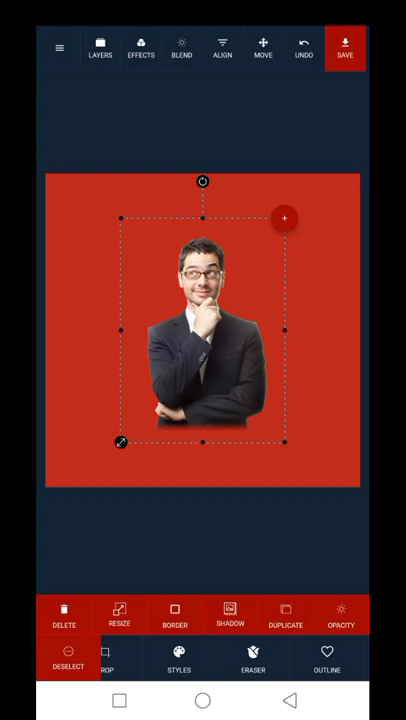 LAYERS EFFECTS BLEND ALIGN MOVE UNDO SAVE
DELETE RESIZE BORDER SHADOW DUPLICATE OPACITY
DESELECT ROP STYLES ERASER OUTLINE